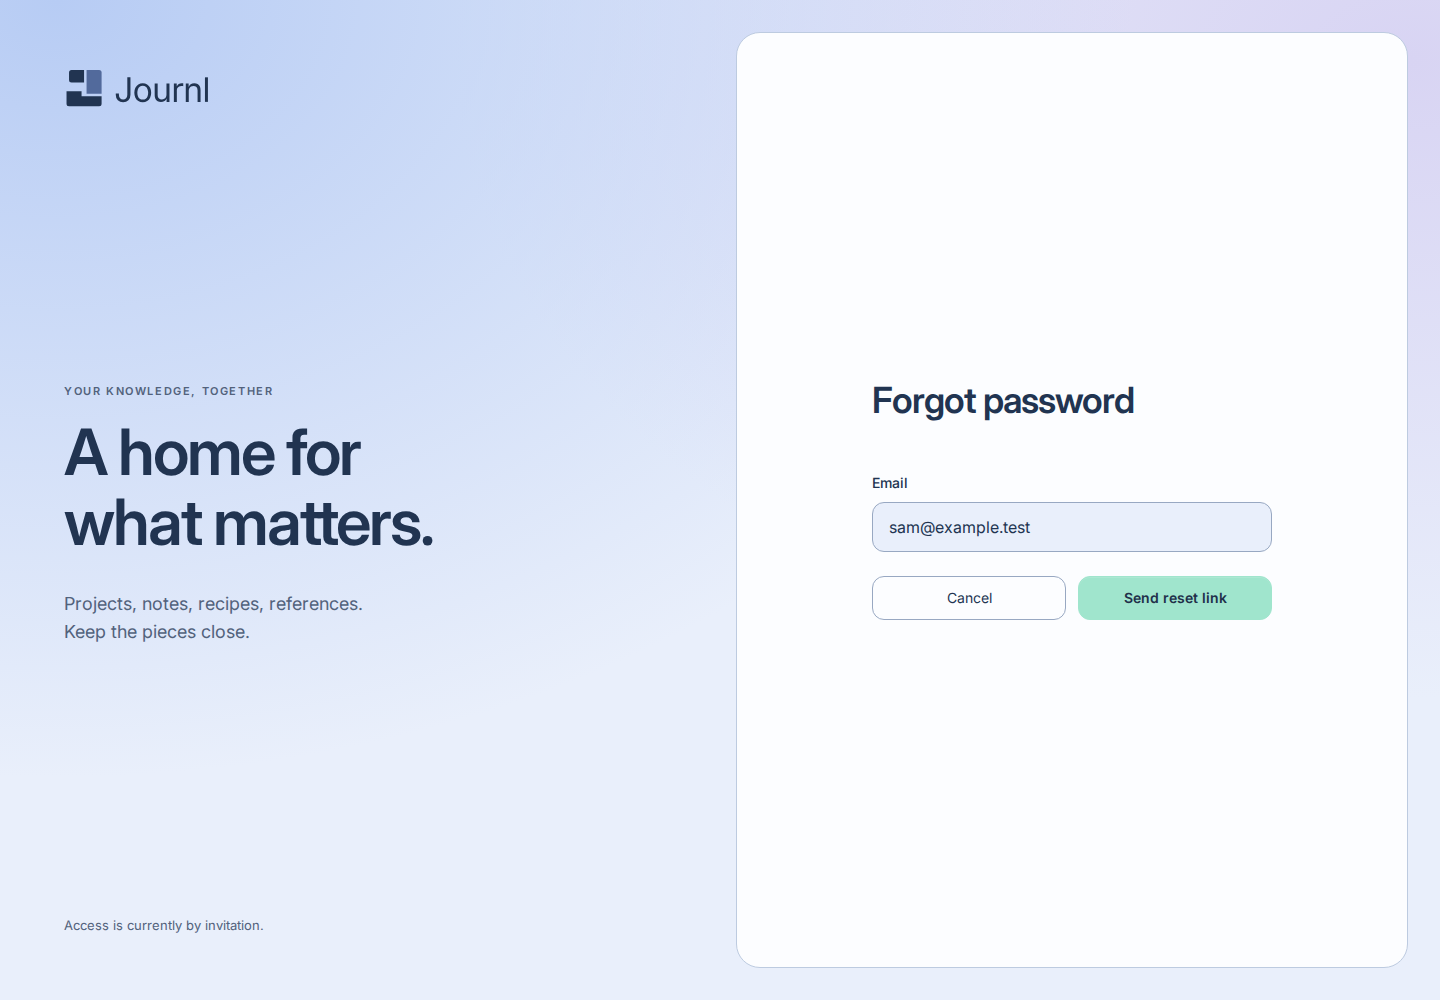 Journl
YOUR KNOWLEDGE, TOGETHER
A home for
what matters.
Projects, notes, recipes, references.
Keep the pieces close.
Access is currently by invitation.
Forgot password
Email
sam@example.test
Cancel
Send reset link